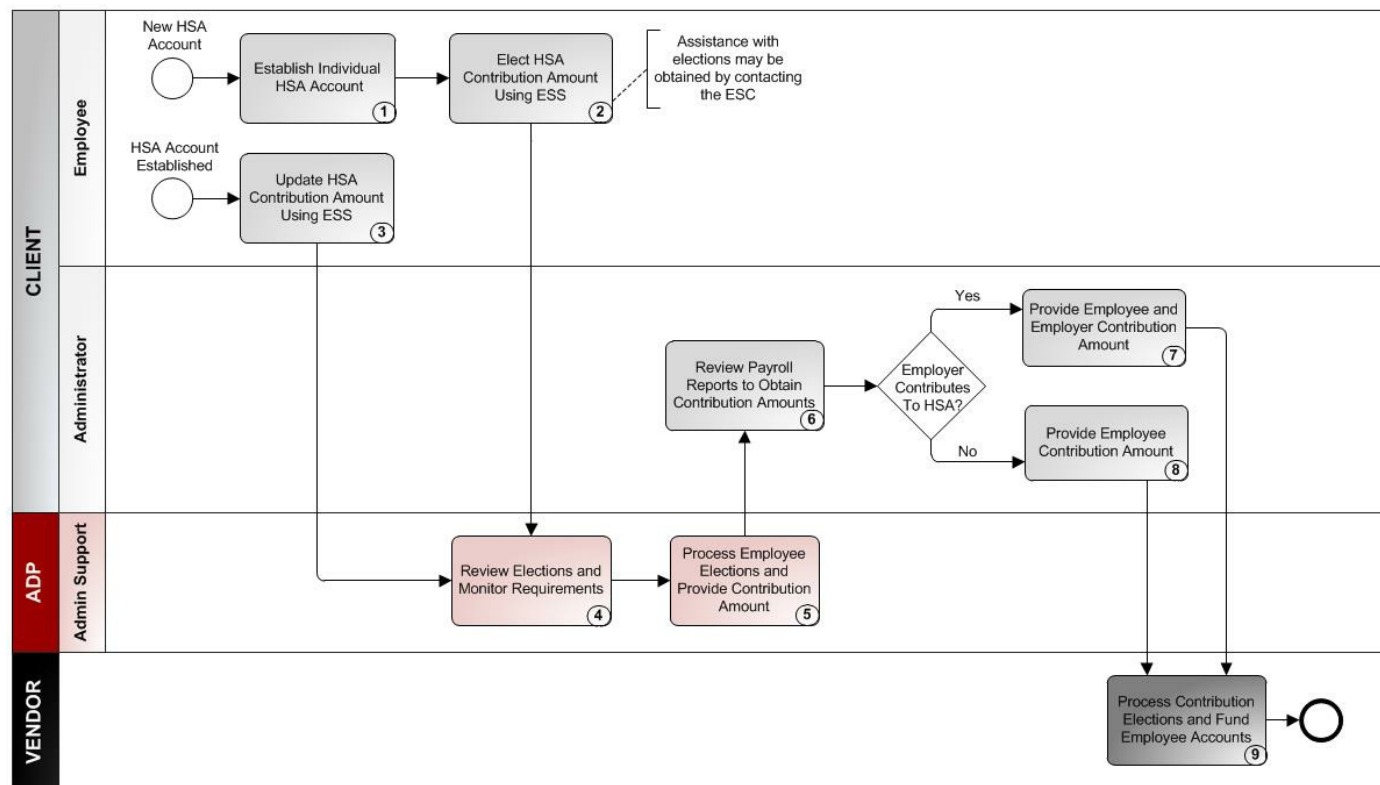 CLIENT
Employee
New HSA
Account
Establish Individual
HSA Account
1
Elect HSA
Contribution Amount
Using ESS
2
Assistance with
elections may be
obtained by contacting
the ESC
HSA Account
Established
Update HSA
Contribution Amount
Using ESS
3
Administrator
Review Payroll
Reports to Obtain
Contribution Amounts
6
Employer
Contributes
To HSA?
Yes
Provide Employee and
Employer Contribution
Amount
7
No
Provide Employee
Contribution Amount
8
ADP
Admin Support
Review Elections and
Monitor Requirements
4
Process Employee
Elections and
Provide Contribution
Amount
5
VENDOR
Process Contribution
Elections and Fund
Employee Accounts
9